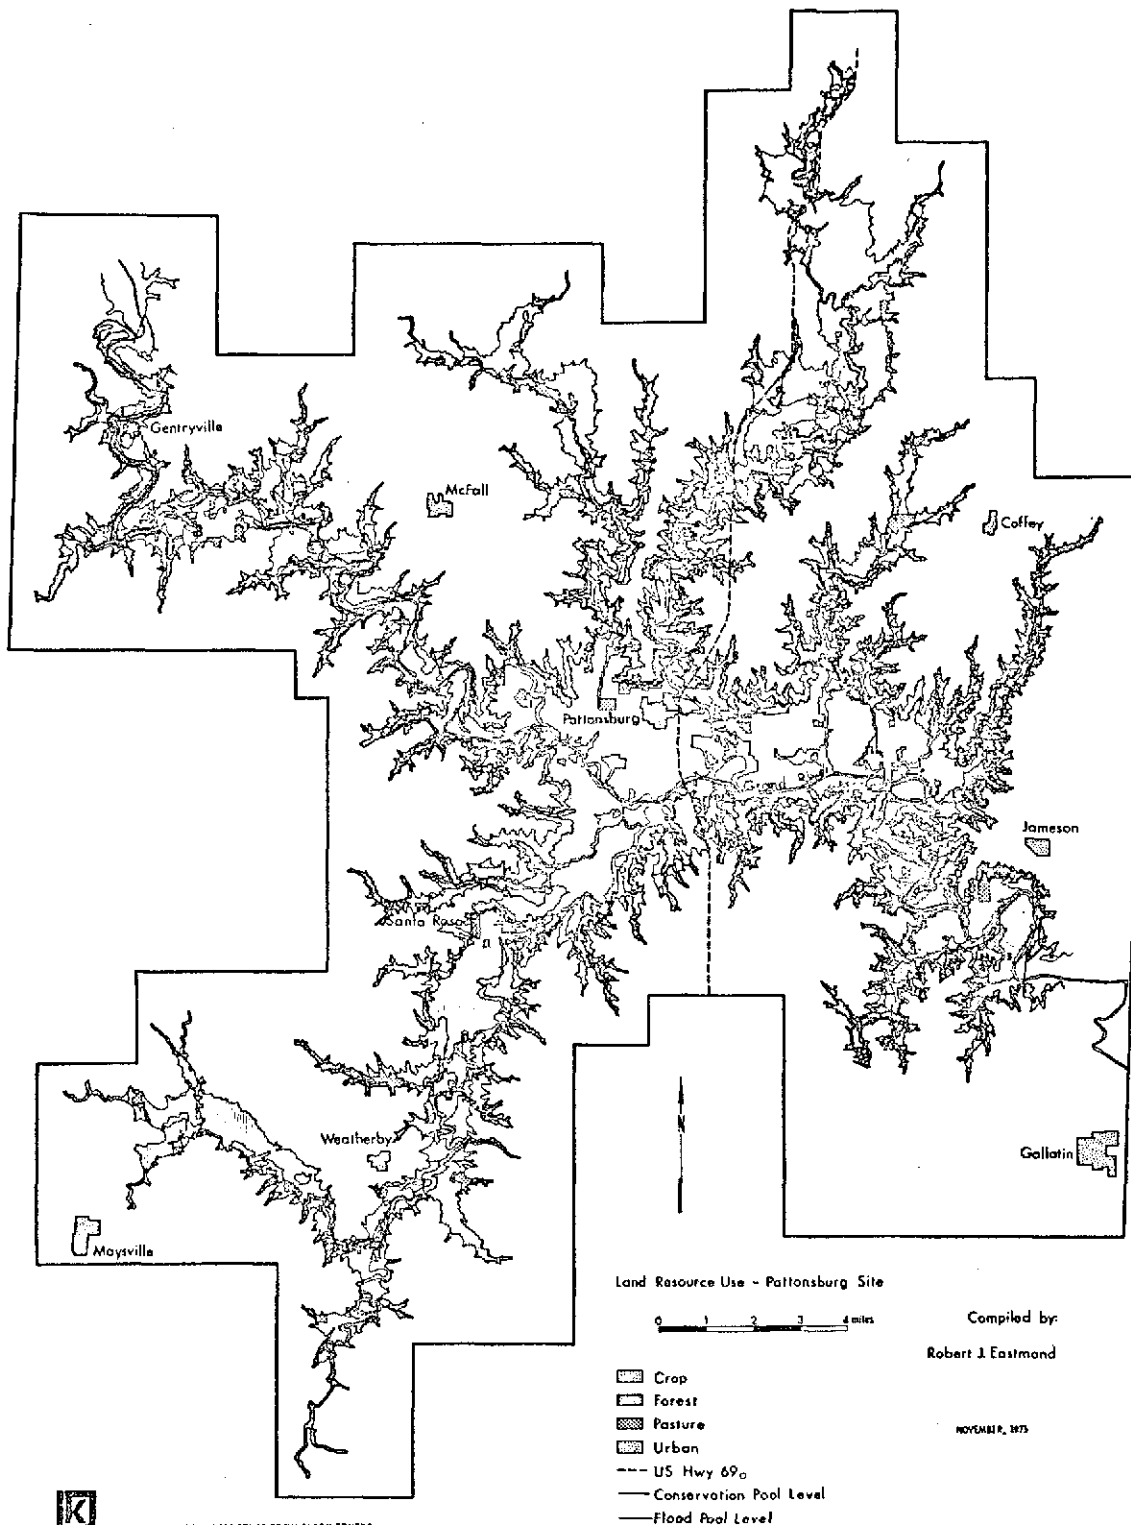 Gentryville
McFall
Coffey
Pattonsburg
Grand
Jameson
Santa Rosa
Weatherby
N
Gallatin
Maysville
Land Resource Use - Pattonsburg Site
0 1 2 3 4 miles
Compiled by:
Robert J. Eastmond
Crop
Forest
Pasture
Urban
NOVEMBER, 1973
US Hwy 69
Conservation Pool Level
Flood Pool Level
K